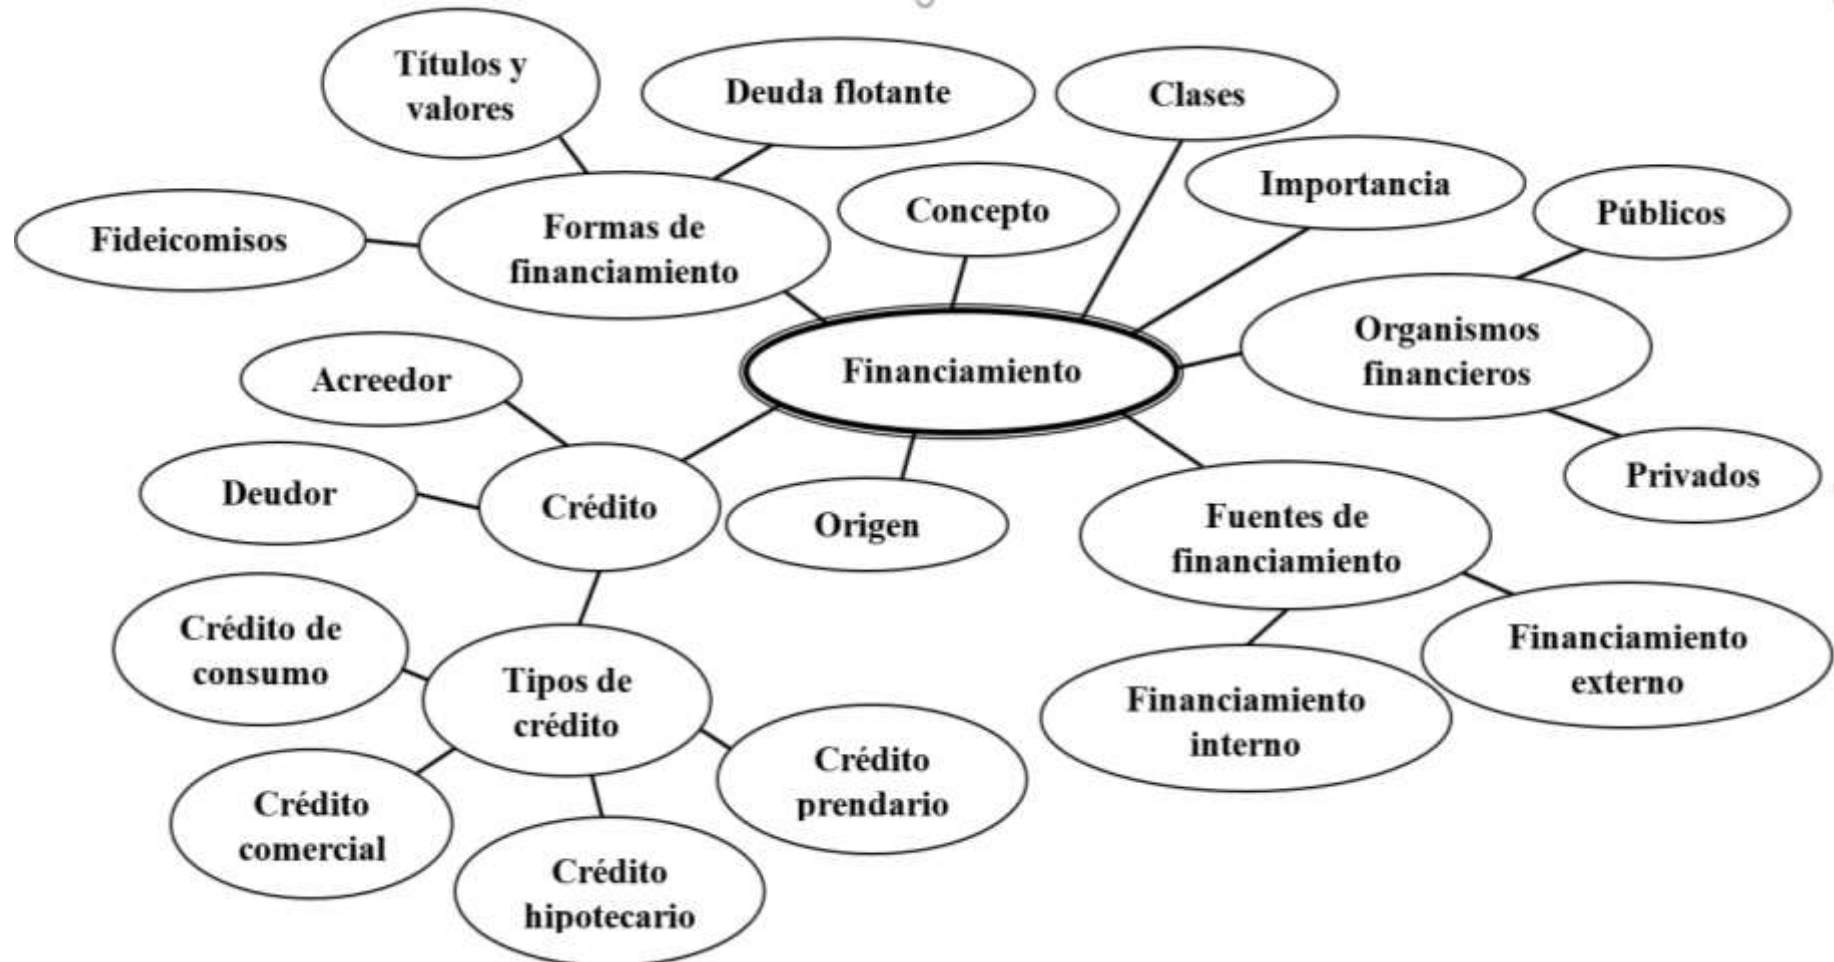 Títulos y
valores
Deuda flotante
Clases
Importancia
Concepto
Públicos
Fideicomisos
Formas de
financiamiento
Organismos
financieros
Financiamiento
Acreedor
Privados
Deudor
Crédito
Origen
Fuentes de
financiamiento
Crédito de
consumo
Tipos de
crédito
Financiamiento
externo
Financiamiento
interno
Crédito
prendario
Crédito
comercial
Crédito
hipotecario